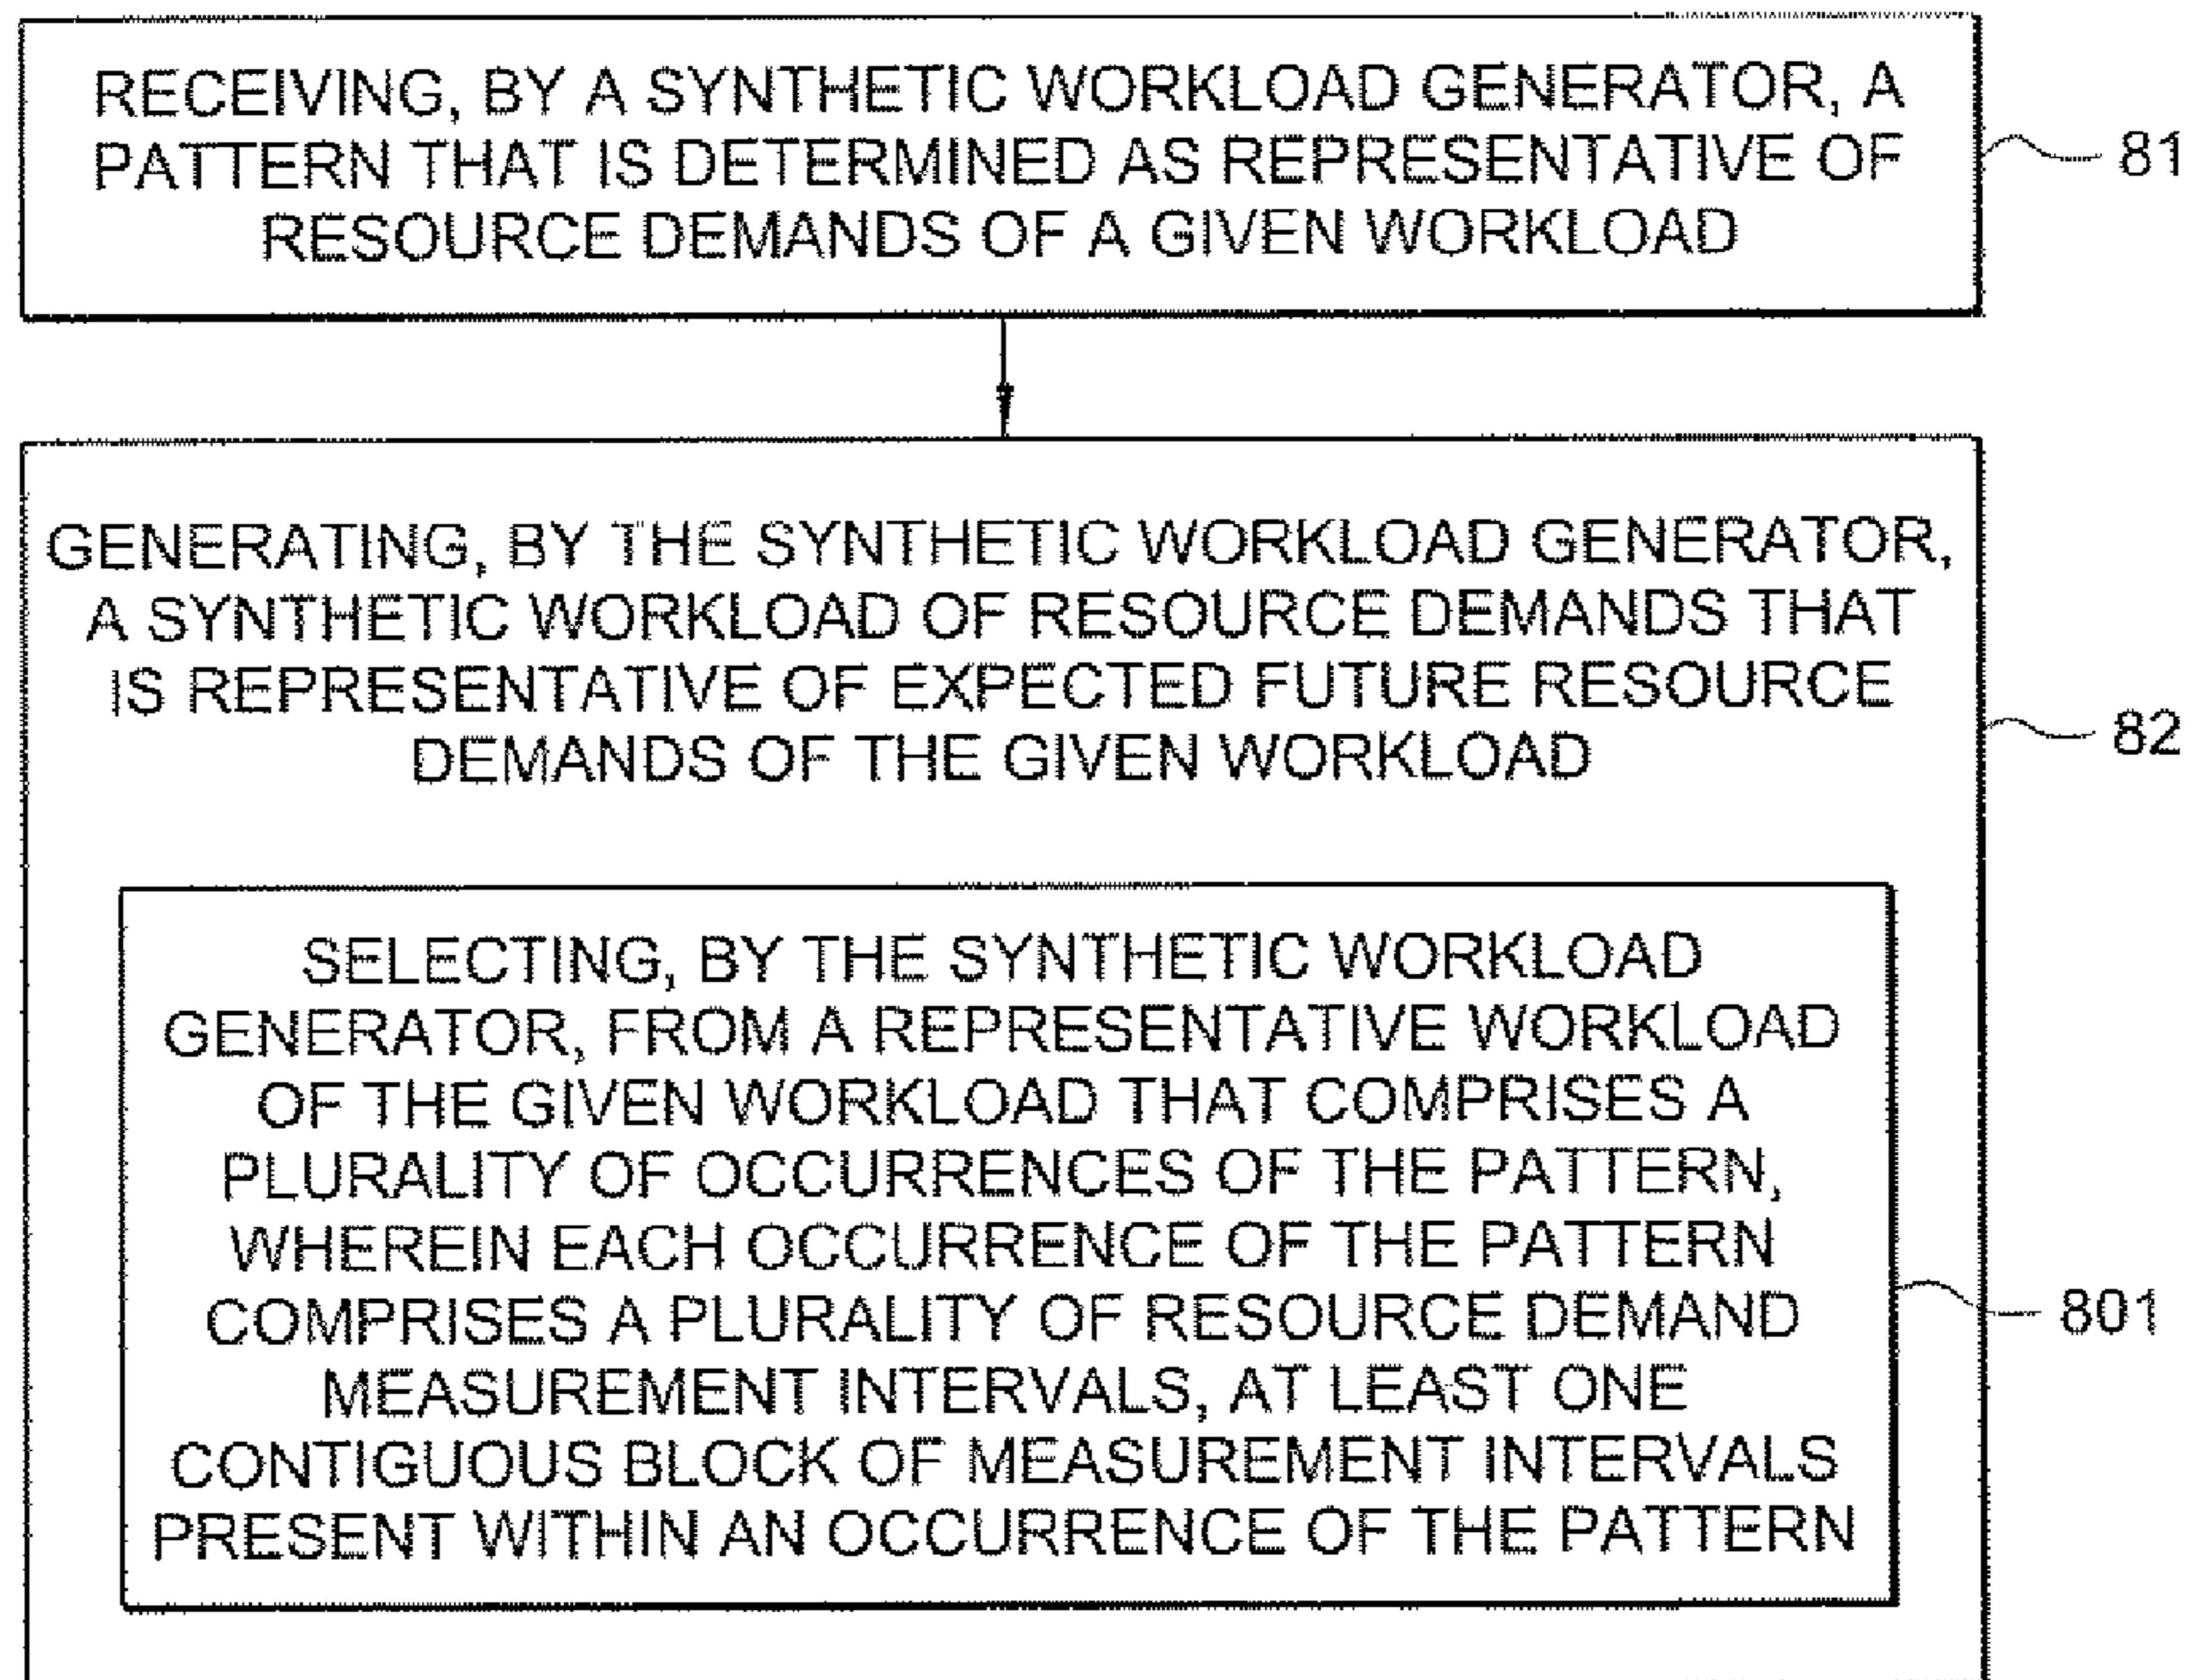 RECEIVING, BY A SYNTHETIC WORKLOAD GENERATOR, A
PATTERN THAT IS DETERMINED AS REPRESENTATIVE OF
RESOURCE DEMANDS OF A GIVEN WORKLOAD
81
GENERATING, BY THE SYNTHETIC WORKLOAD GENERATOR,
A SYNTHETIC WORKLOAD OF RESOURCE DEMANDS THAT
IS REPRESENTATIVE OF EXPECTED FUTURE RESOURCE
DEMANDS OF THE GIVEN WORKLOAD
82
SELECTING, BY THE SYNTHETIC WORKLOAD
GENERATOR, FROM A REPRESENTATIVE WORKLOAD
OF THE GIVEN WORKLOAD THAT COMPRISES A
PLURALITY OF OCCURRENCES OF THE PATTERN,
WHEREIN EACH OCCURRENCE OF THE PATTERN
COMPRISES A PLURALITY OF RESOURCE DEMAND
MEASUREMENT INTERVALS, AT LEAST ONE
CONTIGUOUS BLOCK OF MEASUREMENT INTERVALS
PRESENT WITHIN AN OCCURRENCE OF THE PATTERN
801